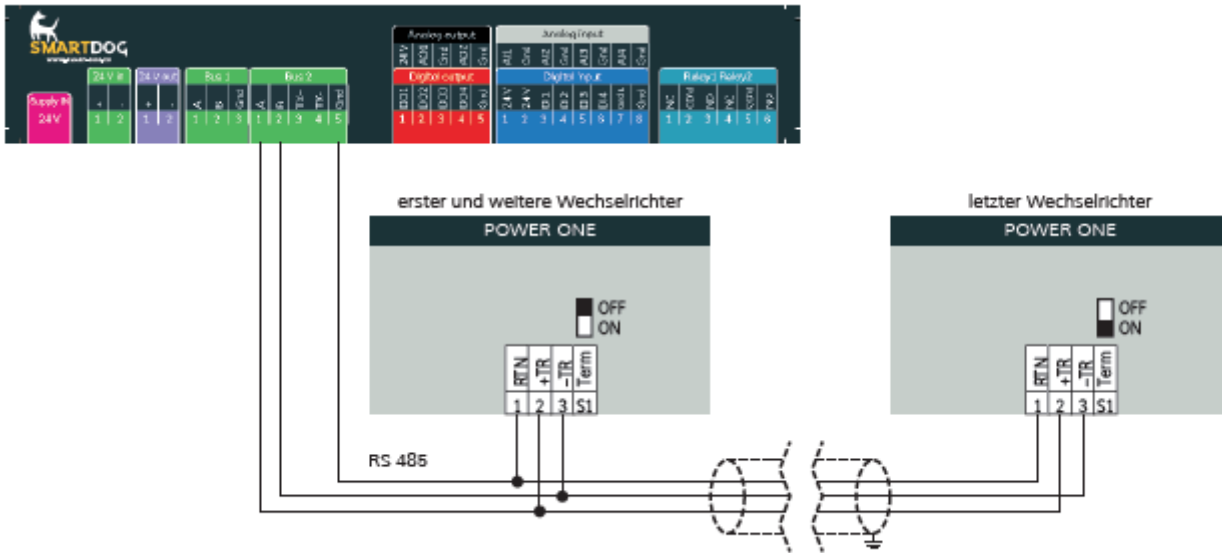 SMARTDOG
Analog output
Analog input
24V AO1 Gnd AO2 Gnd
AI1 Gnd AI2 Gnd AI3 Gnd AI4 Gnd
24 V in
24 V out
Bus 1
Bus 2
Digital output
Digital Input
Relay1 Relay2
Supply IN
24 V
+ -
+ -
A B Gnd
A B TX+ TX- Gnd
DO1 DO2 DO3 DO4 Gnd
24 V 24 V DI1 DI2 DI3 DI4 Gnd
NC COM NO NC COM NO
1 2
1 2
1 2 3
1 2 3 4 5
1 2 3 4 5
1 2 3 4 5 6 7 8
1 2 3 4 5 6
erster und weitere Wechselrichter
letzter Wechselrichter
POWER ONE
POWER ONE
OFF
ON
OFF
ON
RTN +TR -TR Term
1 2 3 S1
RTN +TR -TR Term
1 2 3 S1
RS 485